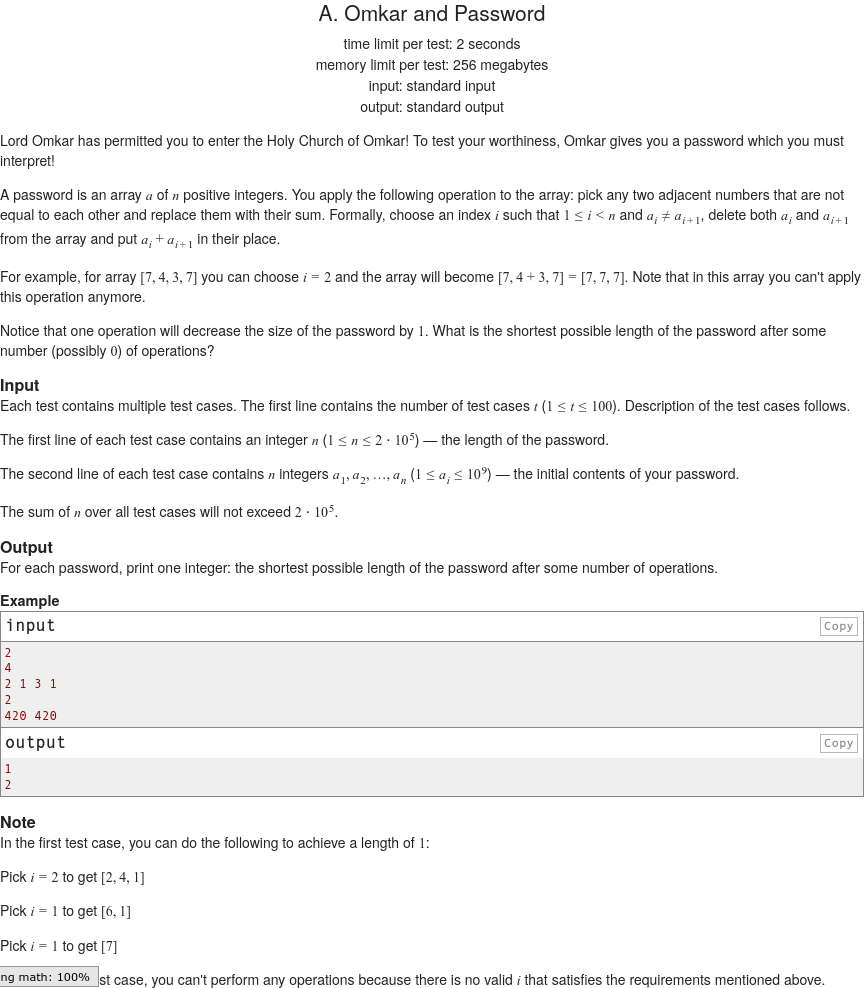 A. Omkar and Password
time limit per test: 2 seconds
memory limit per test: 256 megabytes
input: standard input
output: standard output
Lord Omkar has permitted you to enter the Holy Church of Omkar! To test your worthiness, Omkar gives you a password which you must
interpret!
A password is an array a of n positive integers. You apply the following operation to the array: pick any two adjacent numbers that are not
equal to each other and replace them with their sum. Formally, choose an index i such that 1 ≤ i < n and a_i ≠ a_{i+1}, delete both a_i and a_{i+1}
from the array and put a_i + a_{i+1} in their place.
For example, for array [7, 4, 3, 7] you can choose i = 2 and the array will become [7, 4 + 3, 7] = [7, 7, 7]. Note that in this array you can't apply
this operation anymore.
Notice that one operation will decrease the size of the password by 1. What is the shortest possible length of the password after some
number (possibly 0) of operations?
Input
Each test contains multiple test cases. The first line contains the number of test cases t (1 ≤ t ≤ 100). Description of the test cases follows.
The first line of each test case contains an integer n (1 ≤ n ≤ 2 · 10^5) — the length of the password.
The second line of each test case contains n integers a_1, a_2, …, a_n (1 ≤ a_i ≤ 10^9) — the initial contents of your password.
The sum of n over all test cases will not exceed 2 · 10^5.
Output
For each password, print one integer: the shortest possible length of the password after some number of operations.
Example
input Copy
2
4
2 1 3 1
2
420 420
output Copy
1
2
Note
In the first test case, you can do the following to achieve a length of 1:
Pick i = 2 to get [2, 4, 1]
Pick i = 1 to get [6, 1]
Pick i = 1 to get [7]
ng math: 100% st case, you can't perform any operations because there is no valid i that satisfies the requirements mentioned above.